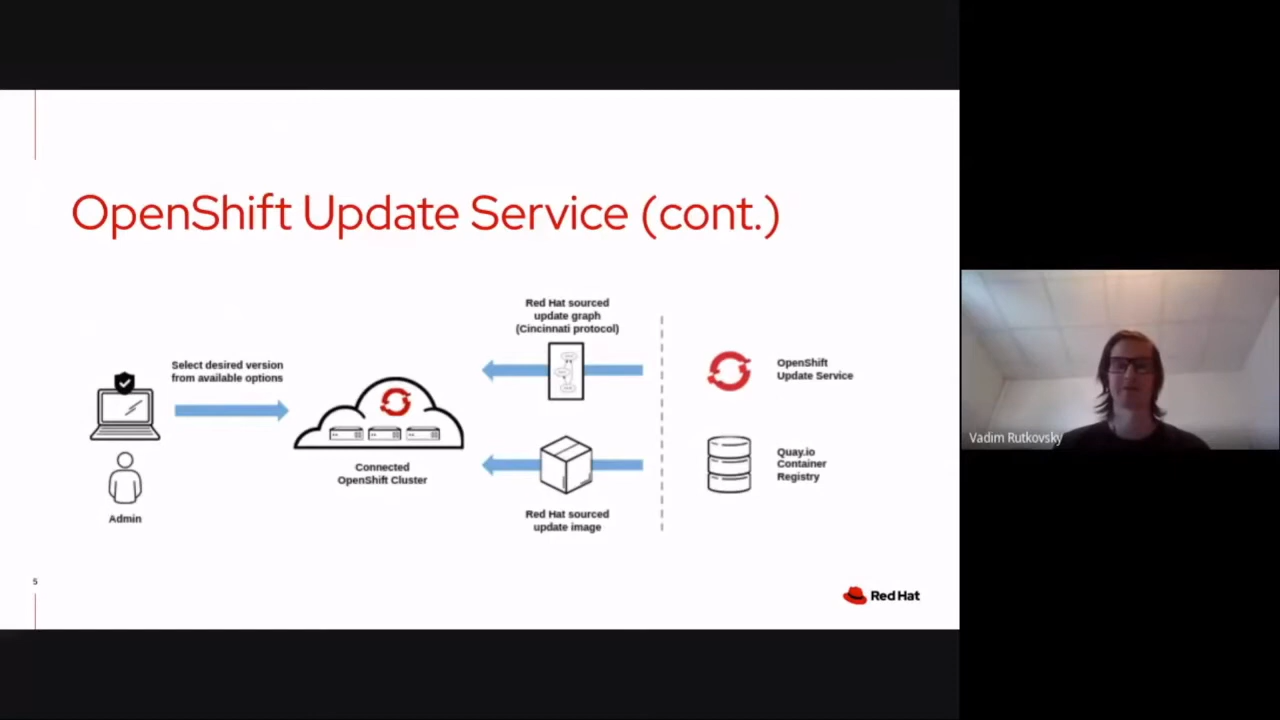 OpenShift Update Service (cont.)
Red Hat sourced
update graph
(Cincinnati protocol)
Select desired version
from available options
OpenShift
Update Service
Connected
OpenShift Cluster
Quay.io
Container
Registry
Admin
Red Hat sourced
update image
5
Red Hat
Vadim Rutkovsky